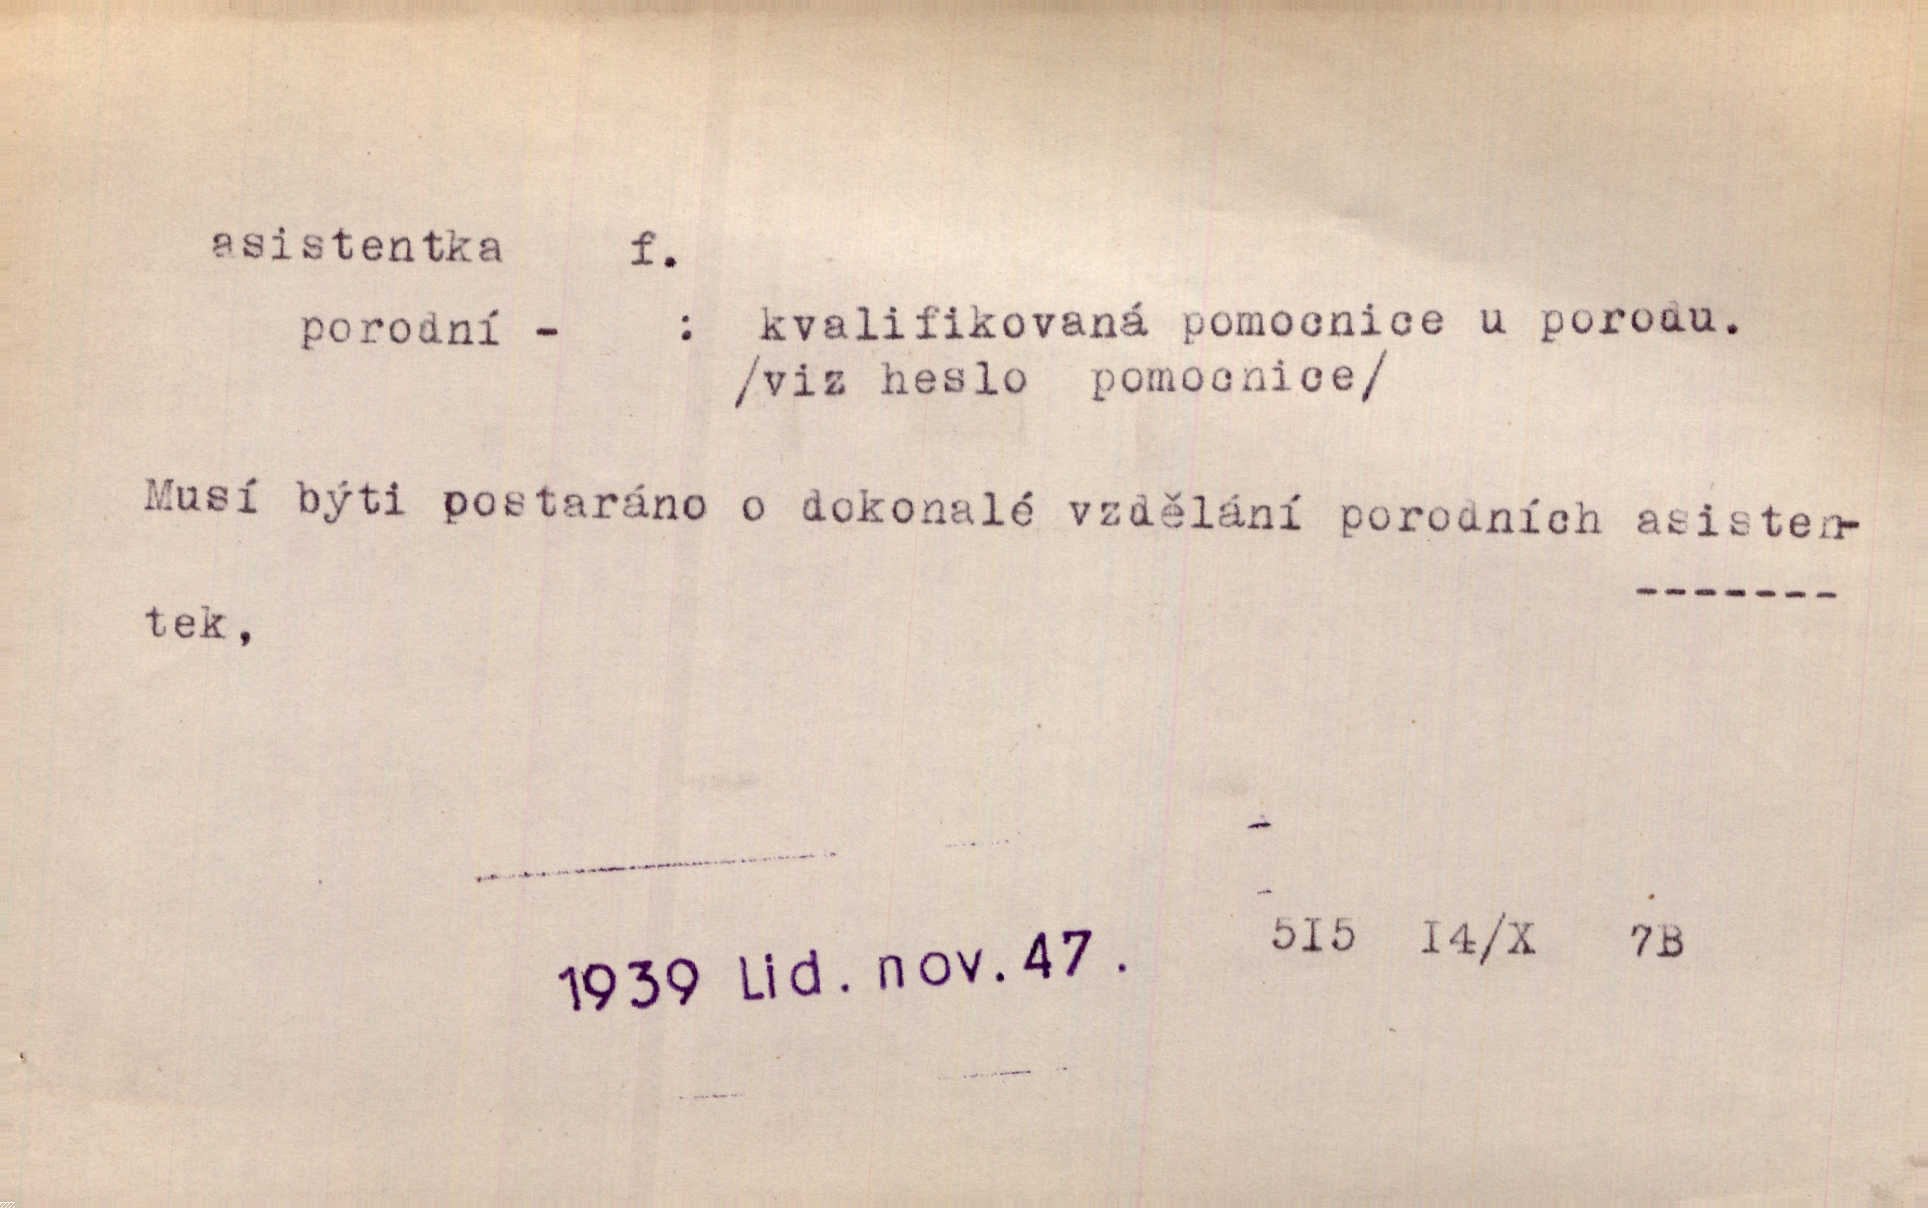 asistentka f.
porodní - : kvalifikovaná pomocnice u porodu.
/viz heslo pomocnice/
Musí býti postaráno o dokonalé vzdělání porodních asisten-
-------
tek,
1939 Lid. nov. 47. 5I5 I4/X 7B